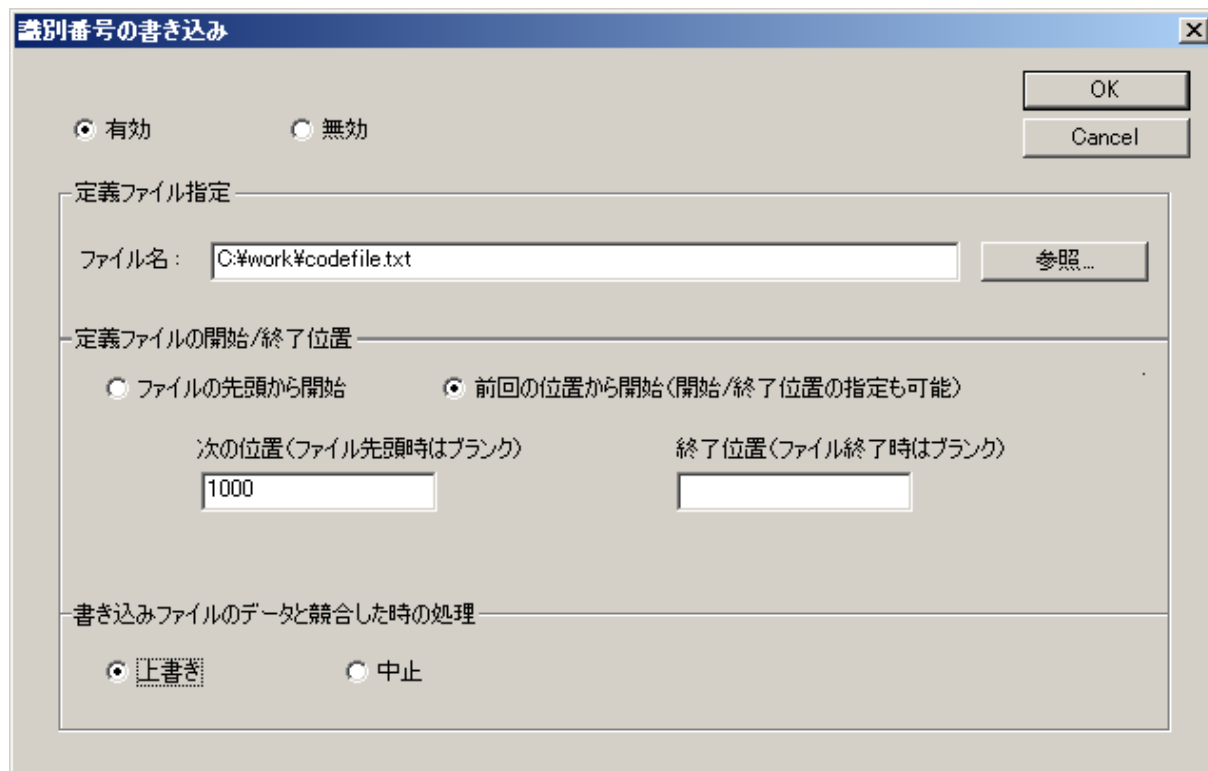 識別番号の書き込み
OK
有効 無効
Cancel
定義ファイル指定
ファイル名: C:¥work¥codefile.txt 参照...
定義ファイルの開始/終了位置
ファイルの先頭から開始 前回の位置から開始(開始/終了位置の指定も可能)
次の位置(ファイル先頭時はブランク) 終了位置(ファイル終了時はブランク)
1000
書き込みファイルのデータと競合した時の処理
上書き 中止